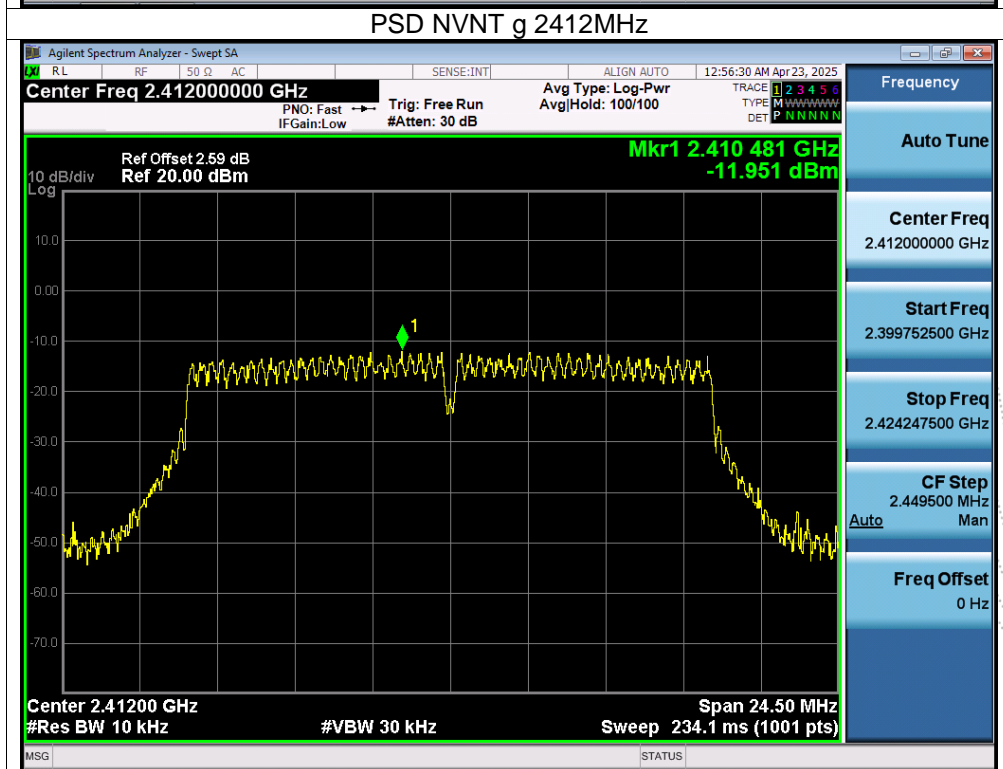 PSD NVNT g 2412MHz
Agilent Spectrum Analyzer - Swept SA
LXI RL RF 50 Ω AC SENSE:INT ALIGN AUTO 12:56:30 AM Apr 23, 2025
Center Freq 2.412000000 GHz
PNO: Fast
IFGain:Low
Trig: Free Run
#Atten: 30 dB
Avg Type: Log-Pwr
Avg|Hold: 100/100
TRACE 1 2 3 4 5 6
TYPE M WWWWW
DET P N N N N N
Frequency
Auto Tune
Center Freq
2.412000000 GHz
Start Freq
2.399752500 GHz
Stop Freq
2.424247500 GHz
CF Step
2.449500 MHz
Auto Man
Freq Offset
0 Hz
Mkr1 2.410 481 GHz
-11.951 dBm
Ref Offset 2.59 dB
10 dB/div Ref 20.00 dBm
Log
10.0
0.00
1
-10.0
-20.0
-30.0
-40.0
-50.0
-60.0
-70.0
Center 2.41200 GHz Span 24.50 MHz
#Res BW 10 kHz #VBW 30 kHz Sweep 234.1 ms (1001 pts)
MSG STATUS